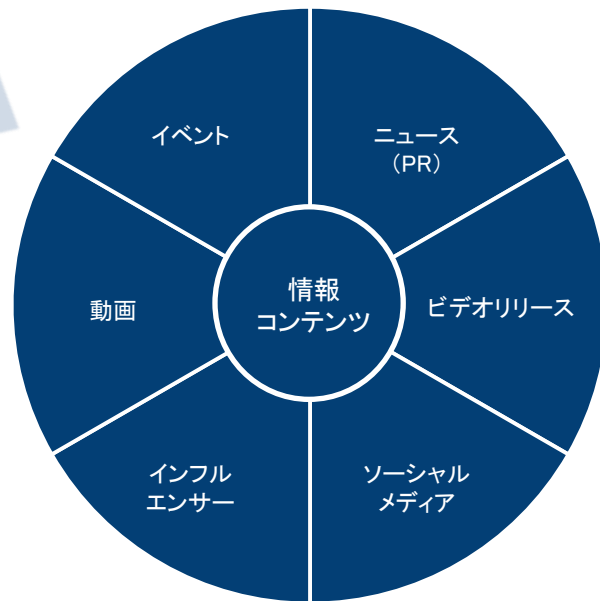 イベント
ニュース
（PR）
動画
情報
コンテンツ
ビデオリリース
インフル
エンサー
ソーシャル
メディア